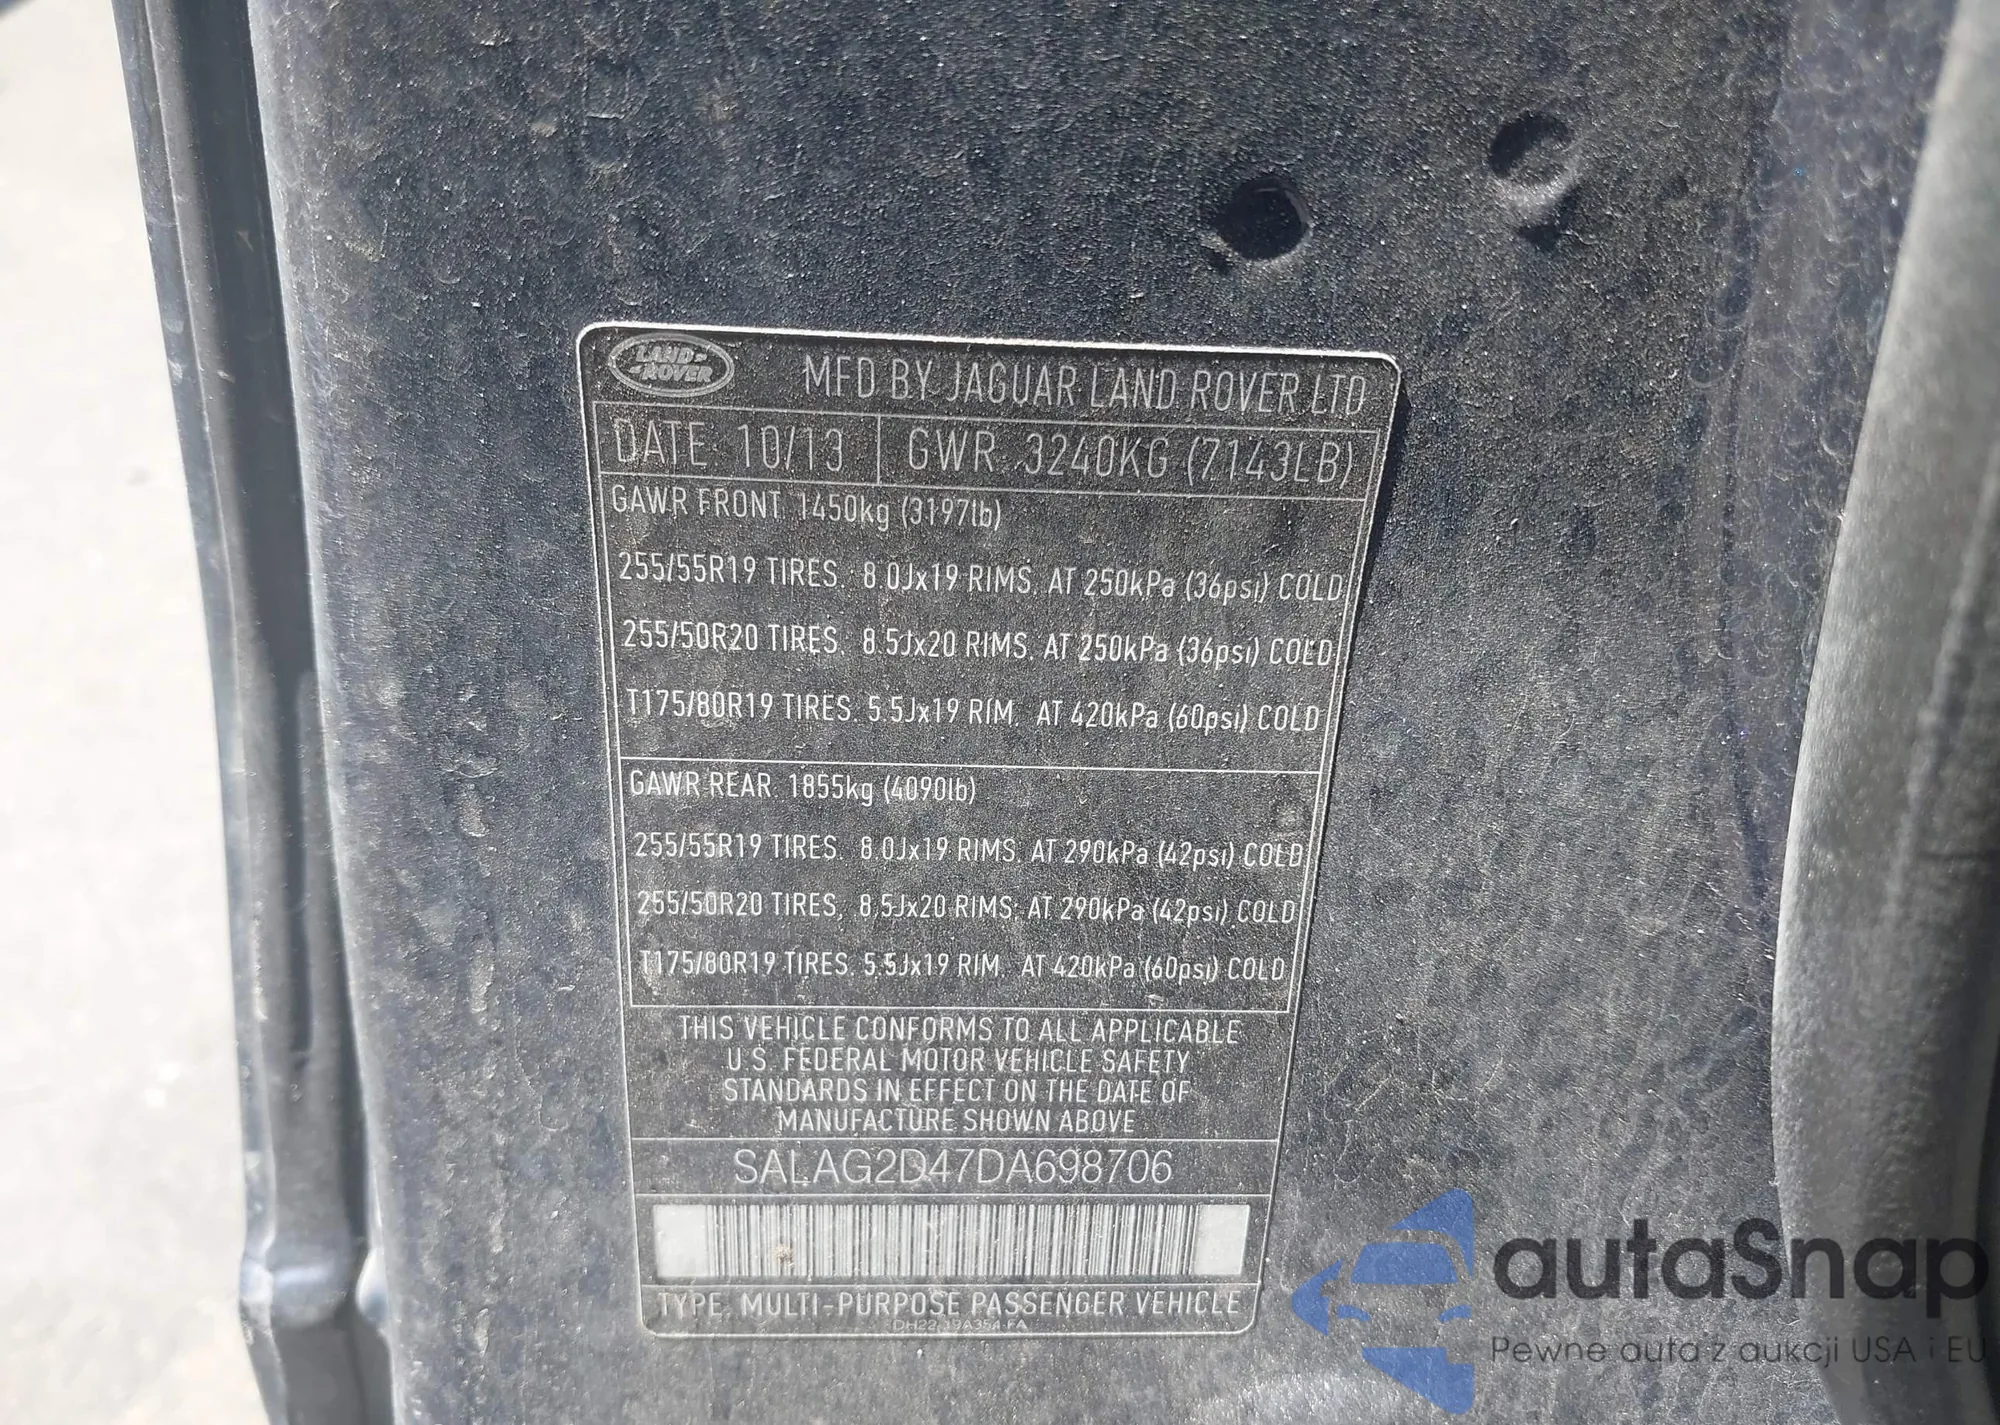 LAND
ROVER
MFD BY JAGUAR LAND ROVER LTD
DATE 10/13 GWR 3240KG (7143LB)
GAWR FRONT 1450kg (3197lb)
255/55R19 TIRES. 8.0Jx19 RIMS. AT 250kPa (36psi) COLD
255/50R20 TIRES. 8.5Jx20 RIMS. AT 250kPa (36psi) COLD
T175/80R19 TIRES. 5.5Jx19 RIM. AT 420kPa (60psi) COLD
GAWR REAR 1855kg (4090lb)
255/55R19 TIRES. 8.0Jx19 RIMS. AT 290kPa (42psi) COLD
255/50R20 TIRES. 8.5Jx20 RIMS. AT 290kPa (42psi) COLD
T175/80R19 TIRES. 5.5Jx19 RIM. AT 420kPa (60psi) COLD
THIS VEHICLE CONFORMS TO ALL APPLICABLE
U.S. FEDERAL MOTOR VEHICLE SAFETY
STANDARDS IN EFFECT ON THE DATE OF
MANUFACTURE SHOWN ABOVE
SALAG2D47DA698706
TYPE. MULTI-PURPOSE PASSENGER VEHICLE
DH22-19A354-FA
autaSnap
Pewne auta z aukcji USA i EU